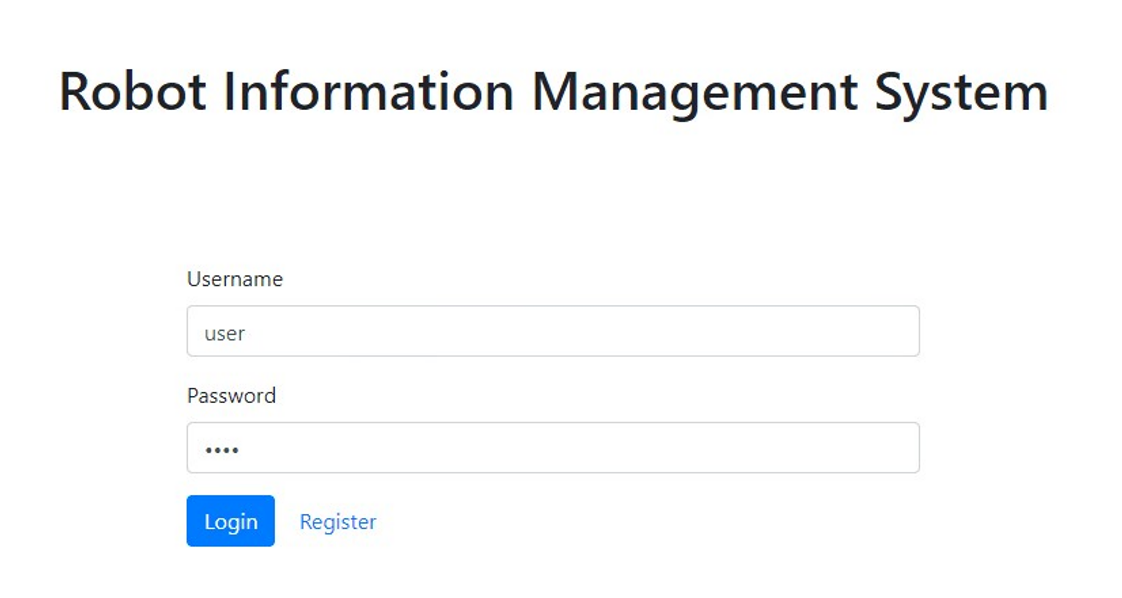 Robot Information Management System
Username
user
Password
••••
Login Register